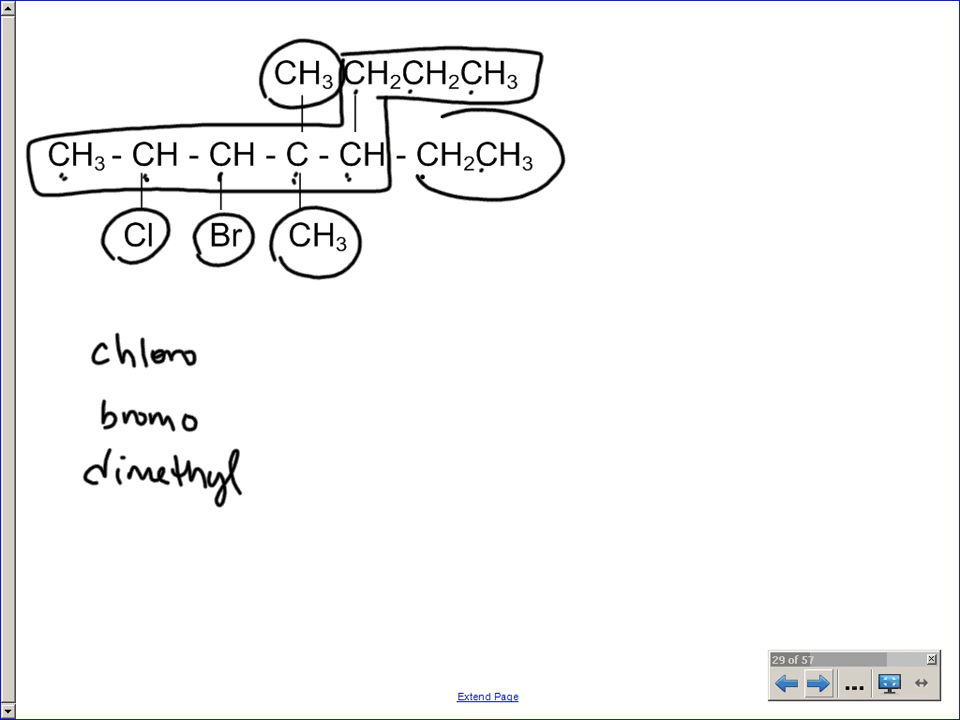 CH₃ CH₂CH₂CH₃
CH₃ - CH - CH - C - CH - CH₂CH₃
Cl Br CH₃
chloro
bromo
dimethyl
29 of 57
...
Extend Page